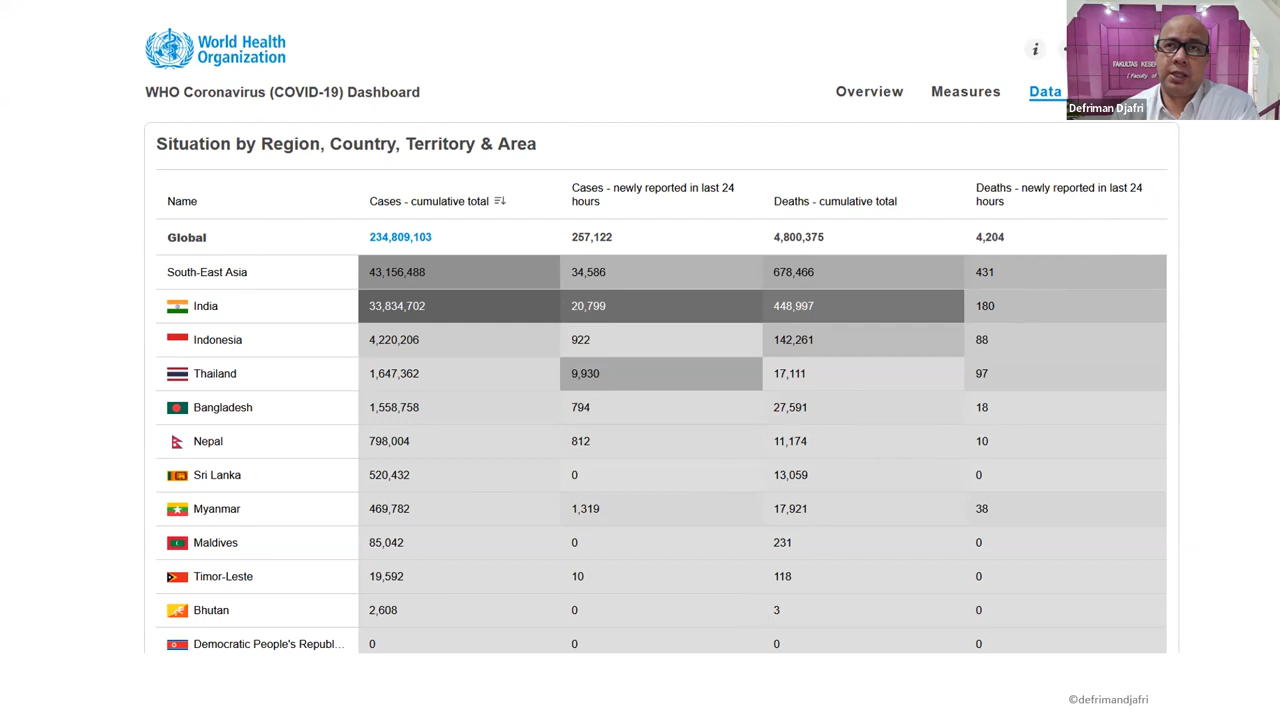 World Health
Organization
WHO Coronavirus (COVID-19) Dashboard
i
Overview Measures Data
FAKULTAS KESE
( Faculty of
Defriman Djafri
Situation by Region, Country, Territory & Area
Name Cases - cumulative total Cases - newly reported in last 24 hours Deaths - cumulative total Deaths - newly reported in last 24 hours
Global 234,809,103 257,122 4,800,375 4,204
South-East Asia 43,156,488 34,586 678,466 431
India 33,834,702 20,799 448,997 180
Indonesia 4,220,206 922 142,261 88
Thailand 1,647,362 9,930 17,111 97
Bangladesh 1,558,758 794 27,591 18
Nepal 798,004 812 11,174 10
Sri Lanka 520,432 0 13,059 0
Myanmar 469,782 1,319 17,921 38
Maldives 85,042 0 231 0
Timor-Leste 19,592 10 118 0
Bhutan 2,608 0 3 0
Democratic People's Republ... 0 0 0 0
©defrimandjafri